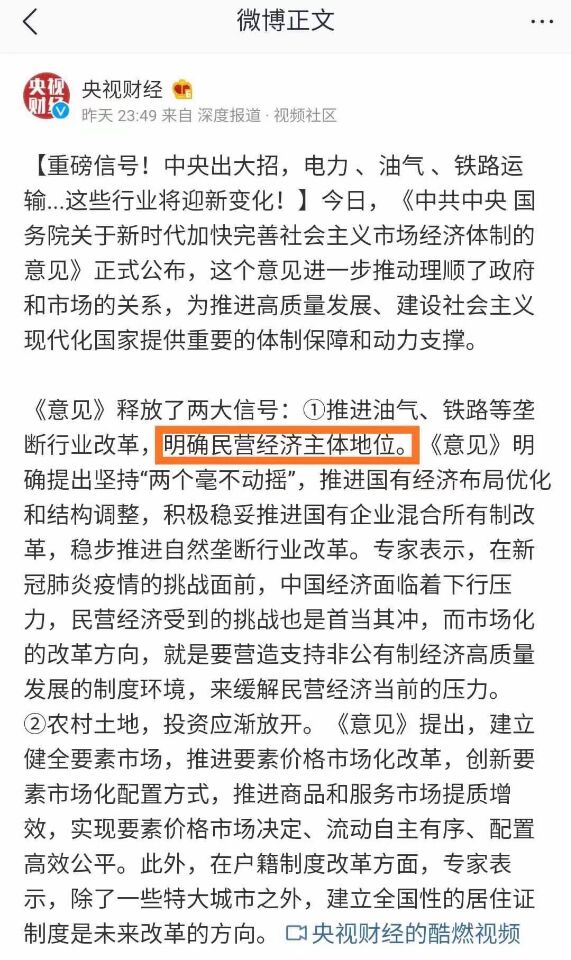 微博正文
央视财经
央视
财经
昨天 23:49 来自 深度报道 · 视频社区
【重磅信号！中央出大招，电力、油气、铁路运
输...这些行业将迎新变化！】今日，《中共中央 国
务院关于新时代加快完善社会主义市场经济体制的
意见》正式公布，这个意见进一步推动理顺了政府
和市场的关系，为推进高质量发展、建设社会主义
现代化国家提供重要的体制保障和动力支撑。
《意见》释放了两大信号：①推进油气、铁路等垄
断行业改革，明确民营经济主体地位。《意见》明
确提出坚持“两个毫不动摇”，推进国有经济布局优化
和结构调整，积极稳妥推进国有企业混合所有制改
革，稳步推进自然垄断行业改革。专家表示，在新
冠肺炎疫情的挑战面前，中国经济面临着下行压
力，民营经济受到的挑战也是首当其冲，而市场化
的改革方向，就是要营造支持非公有制经济高质量
发展的制度环境，来缓解民营经济当前的压力。
②农村土地，投资应渐放开。《意见》提出，建立
健全要素市场，推进要素价格市场化改革，创新要
素市场化配置方式，推进商品和服务市场提质增
效，实现要素价格市场决定、流动自主有序、配置
高效公平。此外，在户籍制度改革方面，专家表
示，除了一些特大城市之外，建立全国性的居住证
制度是未来改革的方向。 央视财经的酷燃视频